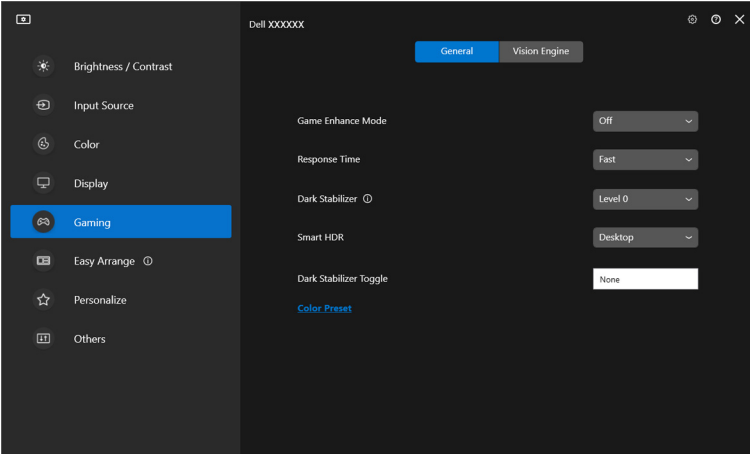 Dell XXXXXX
General
Vision Engine
Brightness / Contrast
Input Source
Color
Display
Gaming
Easy Arrange
Personalize
Others
Game Enhance Mode
Off
Response Time
Fast
Dark Stabilizer
Level 0
Smart HDR
Desktop
Dark Stabilizer Toggle
None
Color Preset